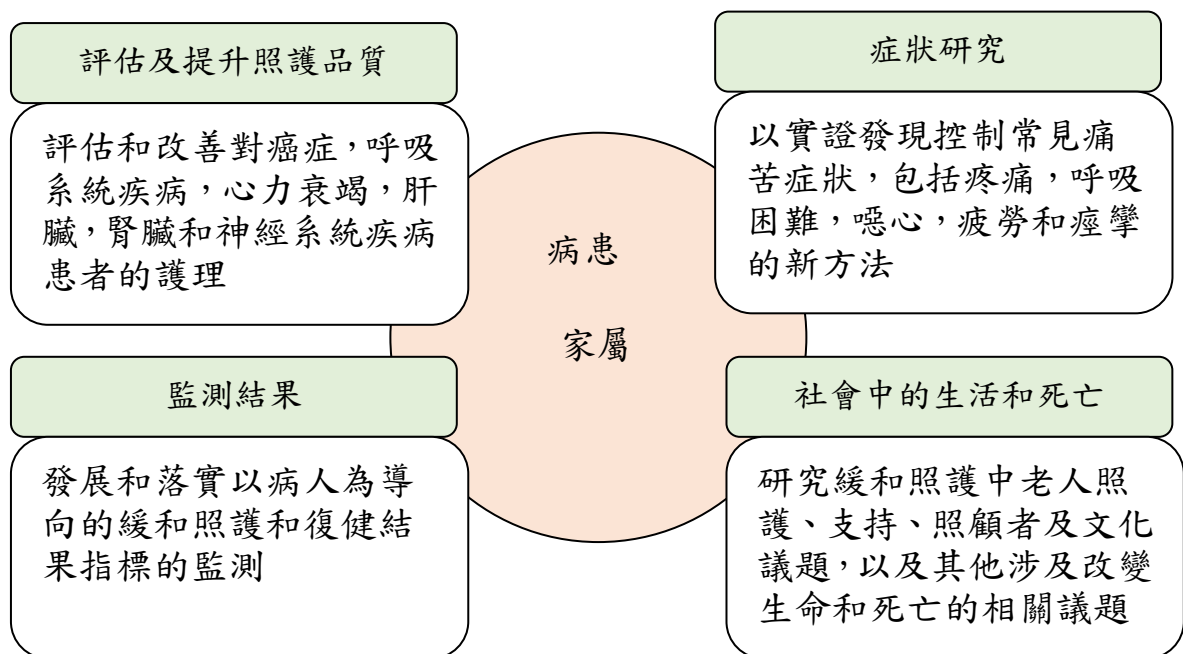 評估及提升照護品質
評估和改善對癌症，呼吸
系統疾病，心力衰竭，肝
臟，腎臟和神經系統疾病
患者的護理
症狀研究
以實證發現控制常見痛
苦症狀，包括疼痛，呼吸
困難，噁心，疲勞和痙攣
的新方法
病患
家屬
監測結果
發展和落實以病人為導
向的緩和照護和復健結
果指標的監測
社會中的生活和死亡
研究緩和照護中老人照
護、支持、照顧者及文化
議題，以及其他涉及改變
生命和死亡的相關議題